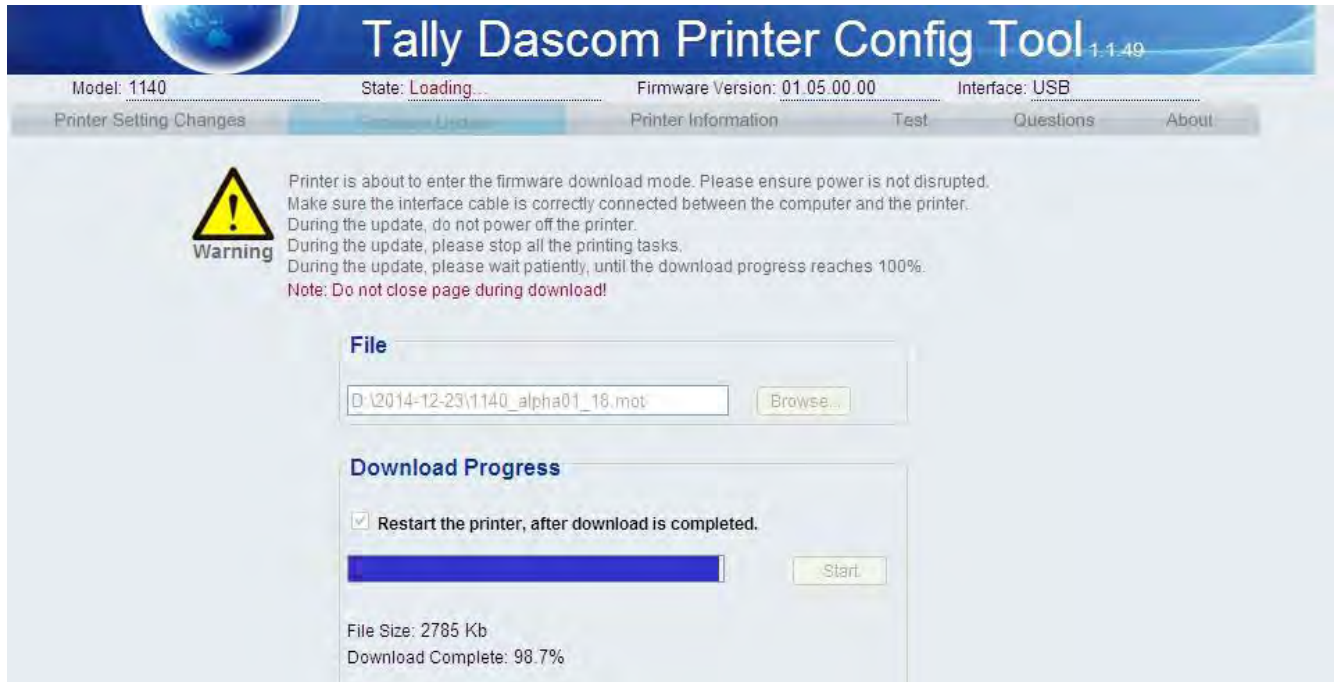 Tally Dascom Printer Config Tool 1.1.49
Model: 1140 State: Loading... Firmware Version: 01.05.00.00 Interface: USB
Printer Setting Changes Printer Information Test Questions About
Printer is about to enter the firmware download mode. Please ensure power is not disrupted.
Make sure the interface cable is correctly connected between the computer and the printer.
During the update, do not power off the printer.
During the update, please stop all the printing tasks.
During the update, please wait patiently, until the download progress reaches 100%.
Warning
Note: Do not close page during download!
File
D:\2014-12-23\1140_alpha01_18.mot Browse...
Download Progress
Restart the printer, after download is completed.
Start
File Size: 2785 Kb
Download Complete: 98.7%